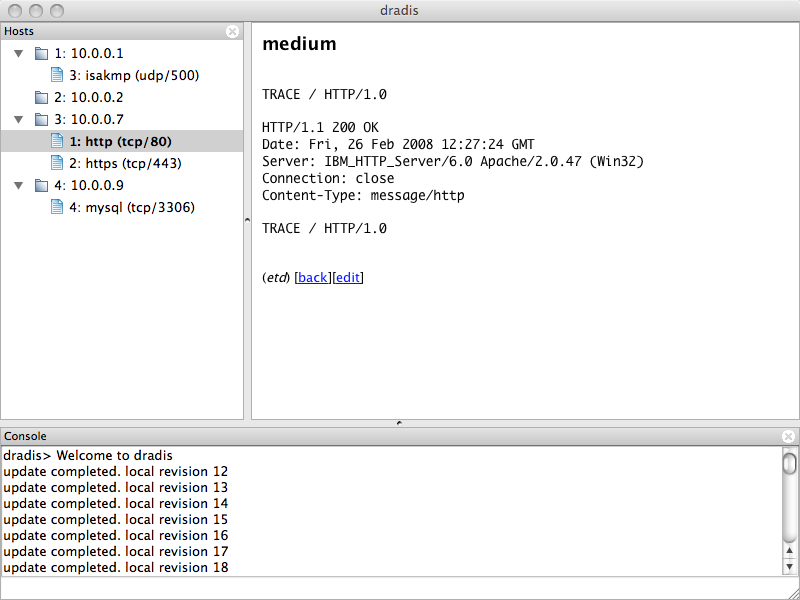 dradis
Hosts
1: 10.0.0.1
3: isakmp (udp/500)
2: 10.0.0.2
3: 10.0.0.7
1: http (tcp/80)
2: https (tcp/443)
4: 10.0.0.9
4: mysql (tcp/3306)
medium
TRACE / HTTP/1.0
HTTP/1.1 200 OK
Date: Fri, 26 Feb 2008 12:27:24 GMT
Server: IBM_HTTP_Server/6.0 Apache/2.0.47 (Win32)
Connection: close
Content-Type: message/http
TRACE / HTTP/1.0
(etd) [back][edit]
Console
dradis> Welcome to dradis
update completed. local revision 12
update completed. local revision 13
update completed. local revision 14
update completed. local revision 15
update completed. local revision 16
update completed. local revision 17
update completed. local revision 18